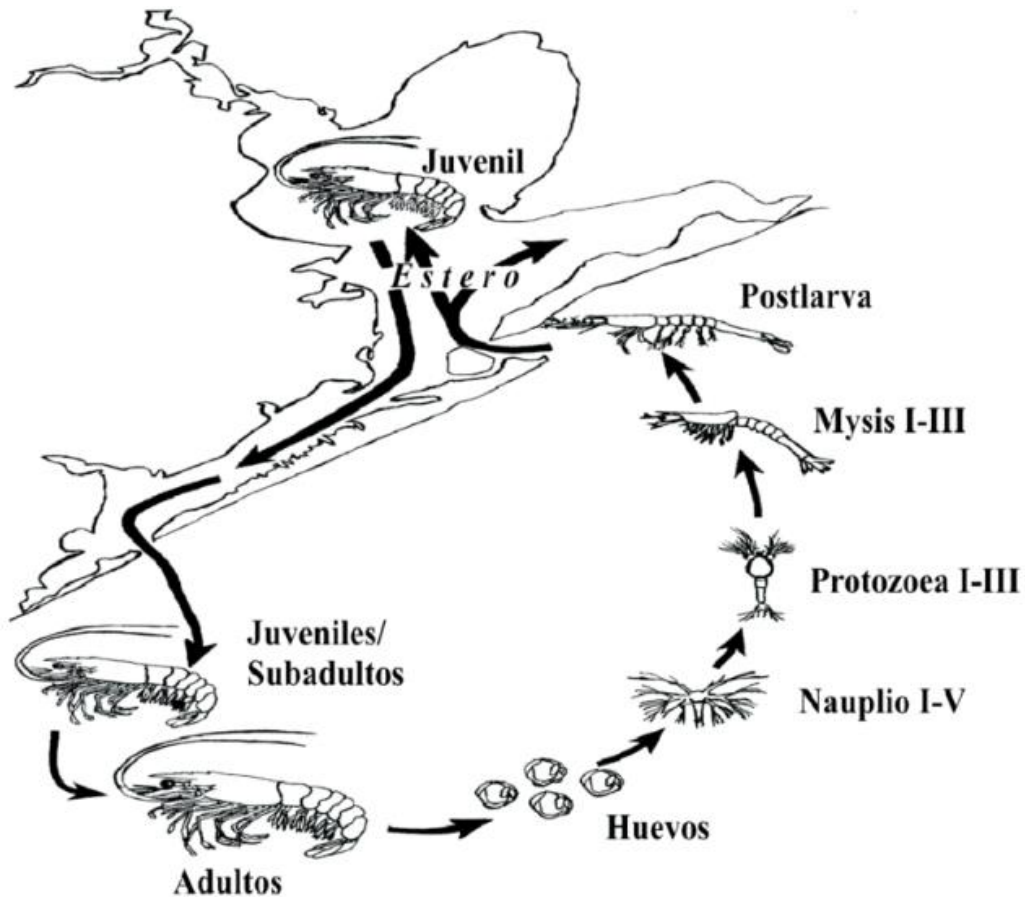 Juvenil
Estero
Postlarva
Mysis I-III
Protozoea I-III
Juveniles/
Subadultos
Nauplio I-V
Huevos
Adultos